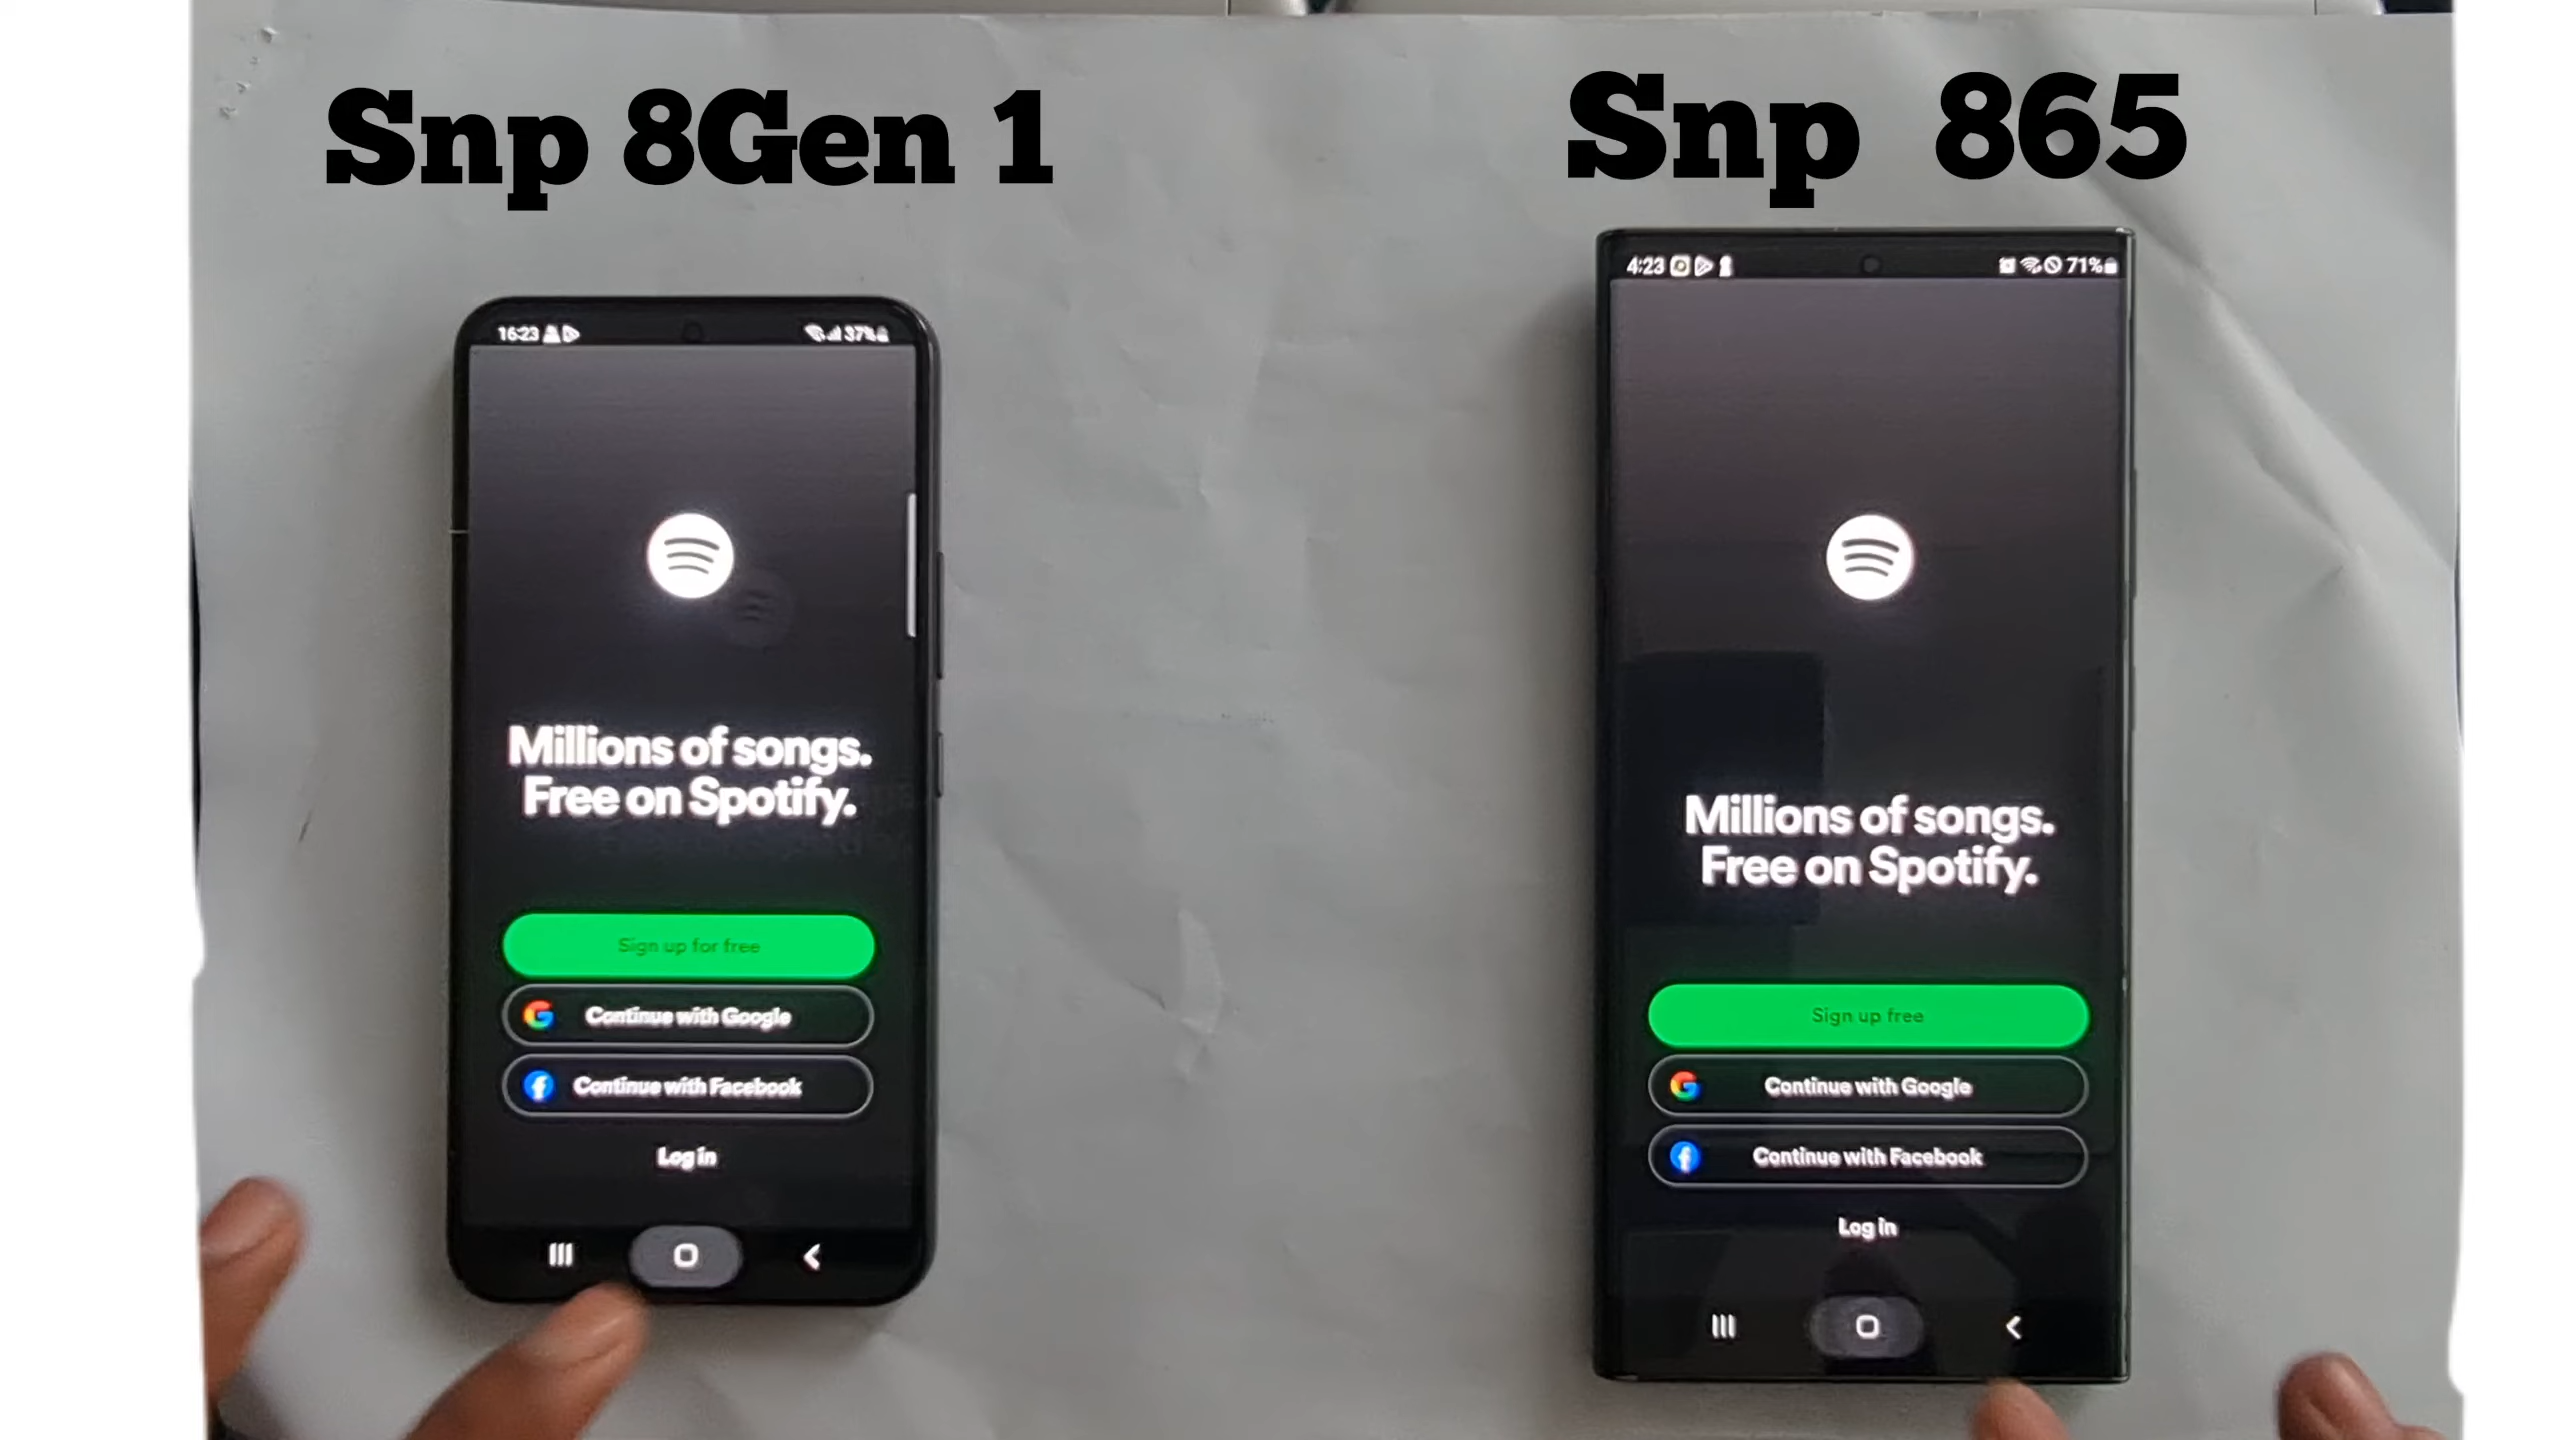 Snp 8Gen 1
Snp 865
16:23
37%
Millions of songs.
Free on Spotify.
Sign up for free
Continue with Google
Continue with Facebook
Log in
4:23
71%
Millions of songs.
Free on Spotify.
Sign up free
Continue with Google
Continue with Facebook
Log in